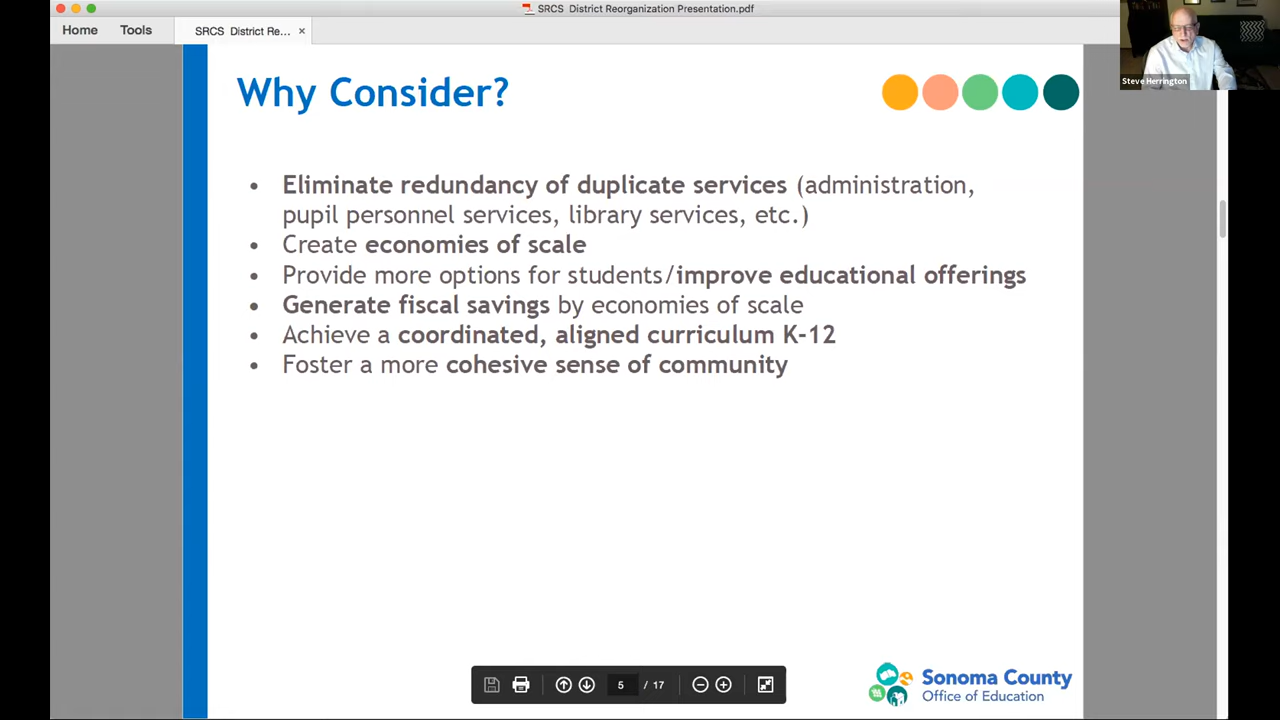 SRCS District Reorganization Presentation.pdf
Home Tools SRCS District Re... ×
Steve Herrington
Why Consider?
• Eliminate redundancy of duplicate services (administration,
pupil personnel services, library services, etc.)
• Create economies of scale
• Provide more options for students/improve educational offerings
• Generate fiscal savings by economies of scale
• Achieve a coordinated, aligned curriculum K-12
• Foster a more cohesive sense of community
5 / 17
Sonoma County
Office of Education